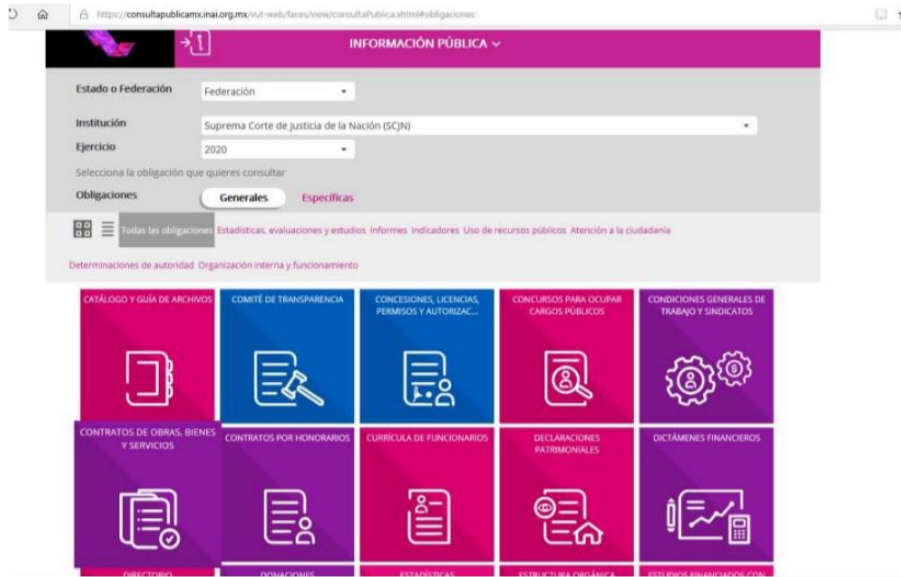 https://consultapublicamx.inai.org.mx/vut-web/faces/view/consultaPublica.xhtml#obligaciones
INFORMACIÓN PÚBLICA
Estado o Federación
Federación
Institución
Suprema Corte de Justicia de la Nación (SCJN)
Ejercicio
2020
Selecciona la obligación que quieres consultar
Obligaciones
Generales
Específicas
Todas las obligaciones Estadísticas, evaluaciones y estudios Informes Indicadores Uso de recursos públicos Atención a la ciudadanía
Determinaciones de autoridad Organización interna y funcionamiento
CATÁLOGO Y GUÍA DE ARCHIVOS
COMITÉ DE TRANSPARENCIA
CONCESIONES, LICENCIAS,
PERMISOS Y AUTORIZAC...
CONCURSOS PARA OCUPAR
CARGOS PÚBLICOS
CONDICIONES GENERALES DE
TRABAJO Y SINDICATOS
CONTRATOS DE OBRAS, BIENES
Y SERVICIOS
CONTRATOS POR HONORARIOS
CURRÍCULA DE FUNCIONARIOS
DECLARACIONES
PATRIMONIALES
DICTÁMENES FINANCIEROS
DIRECTORIO
DONACIONES
ESTADÍSTICAS
ESTRUCTURA ORGÁNICA
ESTUDIOS FINANCIADOS CON